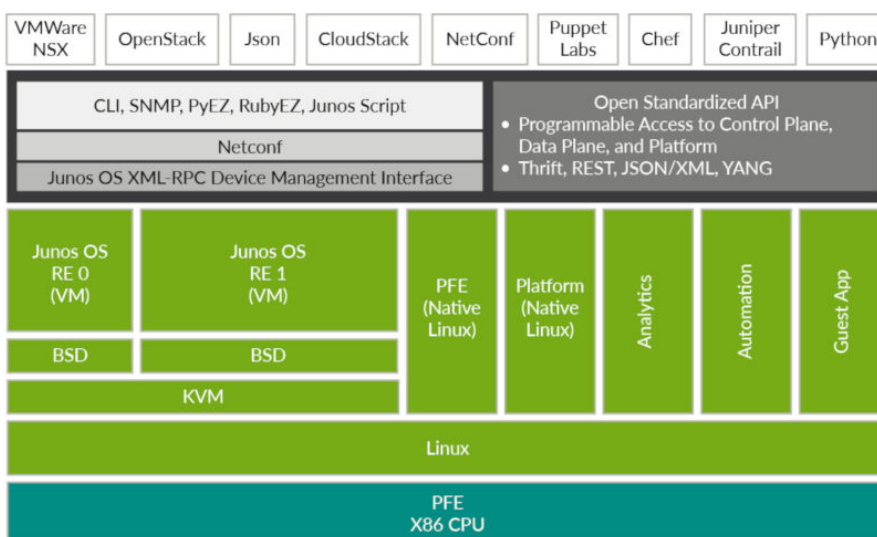 VMWare
NSX
OpenStack
Json
CloudStack
NetConf
Puppet
Labs
Chef
Juniper
Contrail
Python
CLI, SNMP, PyEZ, RubyEZ, Junos Script
Netconf
Junos OS XML-RPC Device Management Interface
Open Standardized API
• Programmable Access to Control Plane,
Data Plane, and Platform
• Thrift, REST, JSON/XML, YANG
Junos OS
RE 0
(VM)
Junos OS
RE 1
(VM)
PFE
(Native
Linux)
Platform
(Native
Linux)
Analytics
Automation
Guest App
BSD
BSD
KVM
Linux
PFE
X86 CPU